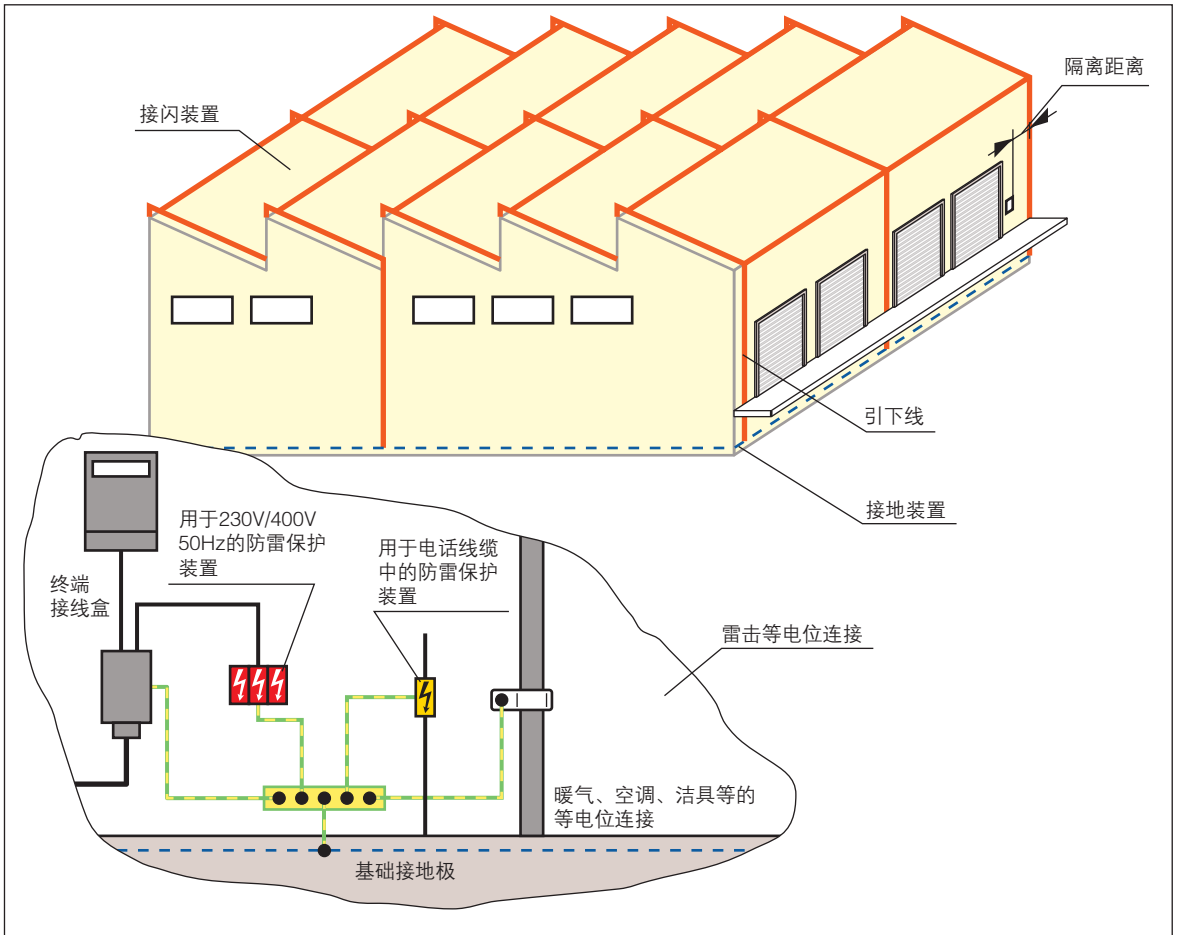 隔离距离
接闪装置
引下线
接地装置
用于230V/400V
50Hz的防雷保护
装置
用于电话线缆
中的防雷保护
装置
终端
接线盒
雷击等电位连接
暖气、空调、洁具等的
等电位连接
基础接地极